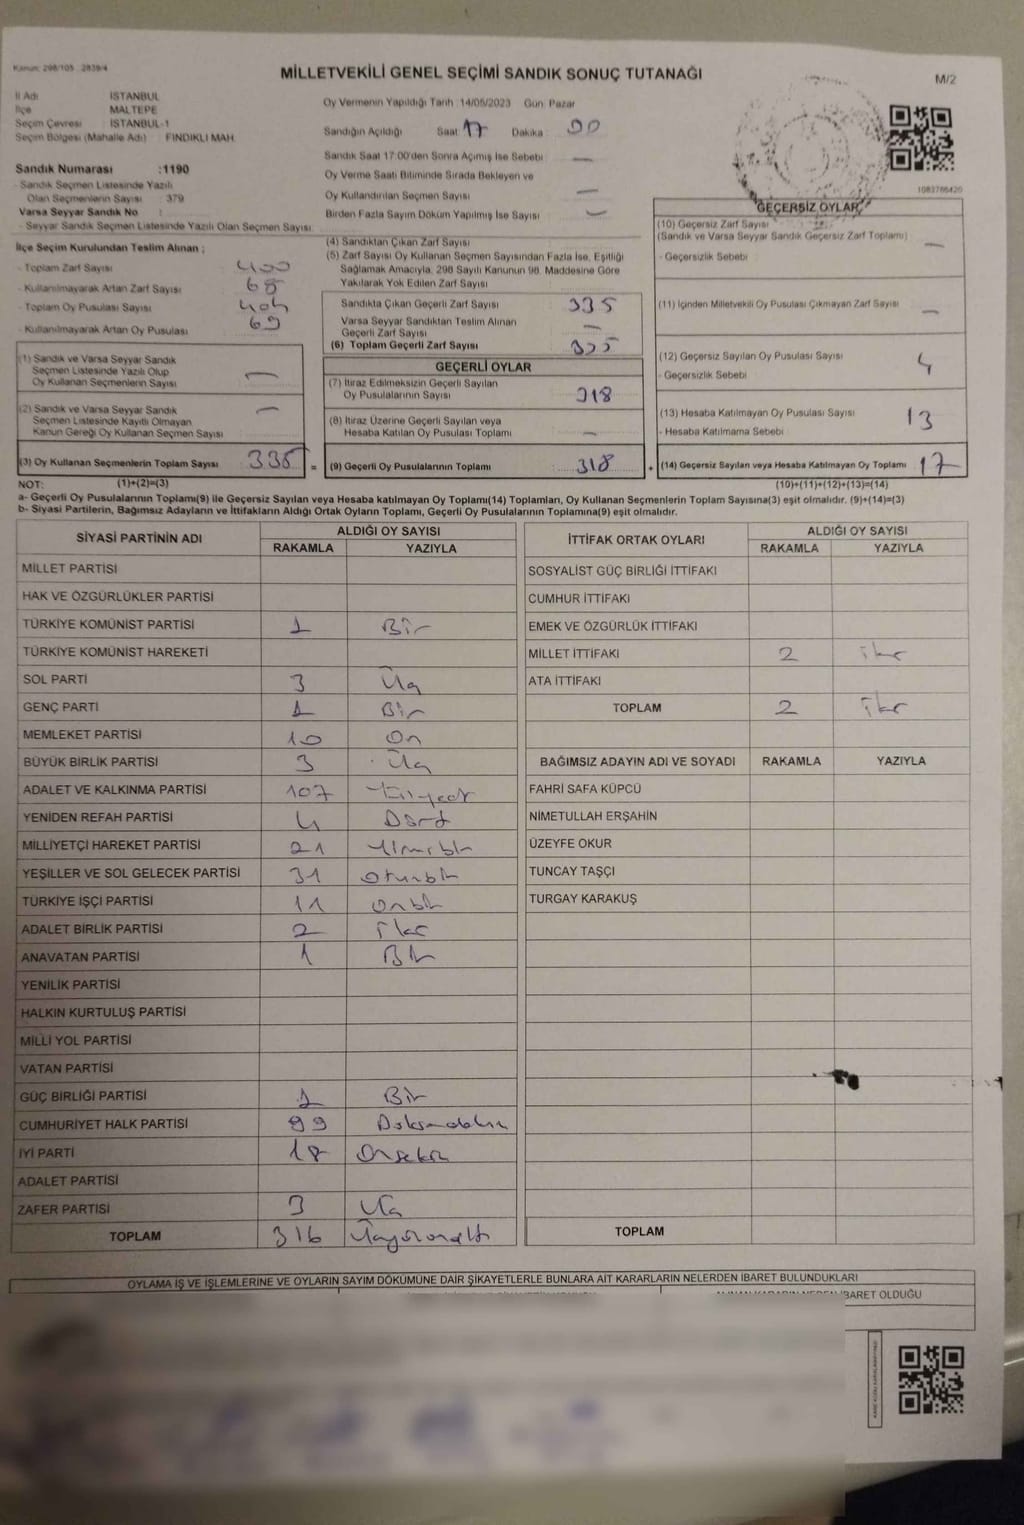 Kanun: 298/105 2839/4
MİLLETVEKİLİ GENEL SEÇİMİ SANDIK SONUÇ TUTANAĞI
M/2
İl Adı İSTANBUL
İlçe MALTEPE
Seçim Çevresi İSTANBUL-1
Seçim Bölgesi (Mahalle Adı) FINDIKLI MAH.
Sandık Numarası :1190
- Sandık Seçmen Listesinde Yazılı
Olan Seçmenlerin Sayısı 379
Varsa Seyyar Sandık No :
- Seyyar Sandık Seçmen Listesinde Yazılı Olan Seçmen Sayısı
Oy Vermenin Yapıldığı Tarih :14/05/2023 Gün: Pazar
Sandığın Açıldığı Saat 17 Dakika 00
Sandık Saat 17:00'den Sonra Açımış İse Sebebi —
Oy Verme Saati Bitiminde Sırada Bekleyen ve
Oy Kullandırılan Seçmen Sayısı —
Birden Fazla Sayım Döküm Yapılmış İse Sayısı —
1083786420
İlçe Seçim Kurulundan Teslim Alınan ;
- Toplam Zarf Sayısı 400
- Kullanılmayarak Artan Zarf Sayısı 68
- Toplam Oy Pusulası Sayısı 404
- Kullanılmayarak Artan Oy Pusulası 69
(1) Sandık ve Varsa Seyyar Sandık
Seçmen Listesinde Yazılı Olup
Oy Kullanan Seçmenlerin Sayısı —
(2) Sandık ve Varsa Seyyar Sandık
Seçmen Listesinde Kayıtlı Olmayan
Kanun Gereği Oy Kullanan Seçmen Sayısı —
(3) Oy Kullanan Seçmenlerin Toplam Sayısı 335 =
(4) Sandıktan Çıkan Zarf Sayısı
(5) Zarf Sayısı Oy Kullanan Seçmen Sayısından Fazla İse, Eşitliği
Sağlamak Amacıyla, 298 Sayılı Kanunun 98. Maddesine Göre
Yakılarak Yok Edilen Zarf Sayısı
Sandıkta Çıkan Geçerli Zarf Sayısı 335
Varsa Seyyar Sandıktan Teslim Alınan
Geçerli Zarf Sayısı —
(6) Toplam Geçerli Zarf Sayısı 335
GEÇERLİ OYLAR
(7) İtiraz Edilmeksizin Geçerli Sayılan
Oy Pusulalarının Sayısı 318
(8) İtiraz Üzerine Geçerli Sayılan veya
Hesaba Katılan Oy Pusulası Toplamı —
(9) Geçerli Oy Pusulalarının Toplamı 318 +
GEÇERSİZ OYLAR
(10) Geçersiz Zarf Sayısı
(Sandık ve Varsa Seyyar Sandık Geçersiz Zarf Toplamı) —
- Geçersizlik Sebebi
(11) İçinden Milletvekili Oy Pusulası Çıkmayan Zarf Sayısı —
(12) Geçersiz Sayılan Oy Pusulası Sayısı 4
- Geçersizlik Sebebi
(13) Hesaba Katılmayan Oy Pusulası Sayısı 13
- Hesaba Katılmama Sebebi
(14) Geçersiz Sayılan veya Hesaba Katılmayan Oy Toplamı 17
NOT: (1)+(2)=(3) (10)+(11)+(12)+(13)=(14)
a- Geçerli Oy Pusulalarının Toplamı(9) ile Geçersiz Sayılan veya Hesaba katılmayan Oy Toplamı(14) Toplamları, Oy Kullanan Seçmenlerin Toplam Sayısına(3) eşit olmalıdır. (9)+(14)=(3)
b- Siyasi Partilerin, Bağımsız Adayların ve İttifakların Aldığı Ortak Oyların Toplamı, Geçerli Oy Pusulalarının Toplamına(9) eşit olmalıdır.
SİYASİ PARTİNİN ADI ALDIĞI OY SAYISI
RAKAMLA YAZIYLA
MİLLET PARTİSİ
HAK VE ÖZGÜRLÜKLER PARTİSİ
TÜRKİYE KOMÜNİST PARTİSİ 1 Bir
TÜRKİYE KOMÜNİST HAREKETİ
SOL PARTİ 3 Üç
GENÇ PARTİ 1 Bir
MEMLEKET PARTİSİ 10 On
BÜYÜK BİRLİK PARTİSİ 3 Üç
ADALET VE KALKINMA PARTİSİ 107 Yüzyedi
YENİDEN REFAH PARTİSİ 4 Dört
MİLLİYETÇİ HAREKET PARTİSİ 21 Yirmibir
YEŞİLLER VE SOL GELECEK PARTİSİ 31 Otuzbir
TÜRKİYE İŞÇİ PARTİSİ 11 Onbir
ADALET BİRLİK PARTİSİ 2 İki
ANAVATAN PARTİSİ 1 Bir
YENİLİK PARTİSİ
HALKIN KURTULUŞ PARTİSİ
MİLLİ YOL PARTİSİ
VATAN PARTİSİ
GÜÇ BİRLİĞİ PARTİSİ 1 Bir
CUMHURİYET HALK PARTİSİ 99 Doksandokuz
İYİ PARTİ 18 Onsekiz
ADALET PARTİSİ
ZAFER PARTİSİ 3 Üç
TOPLAM 316 Üçyüzonaltı
İTTİFAK ORTAK OYLARI ALDIĞI OY SAYISI
RAKAMLA YAZIYLA
SOSYALİST GÜÇ BİRLİĞİ İTTİFAKI
CUMHUR İTTİFAKI
EMEK VE ÖZGÜRLÜK İTTİFAKI
MİLLET İTTİFAKI 2 iki
ATA İTTİFAKI
TOPLAM 2 iki
BAĞIMSIZ ADAYIN ADI VE SOYADI RAKAMLA YAZIYLA
FAHRİ SAFA KÜPCÜ
NİMETULLAH ERŞAHİN
ÜZEYFE OKUR
TUNCAY TAŞÇI
TURGAY KARAKUŞ
TOPLAM
OYLAMA İŞ VE İŞLEMLERİNE VE OYLARIN SAYIM DÖKÜMÜNE DAİR ŞİKAYETLERLE BUNLARA AİT KARARLARIN NELERDEN İBARET BULUNDUKLARI
İBARET OLDUĞU